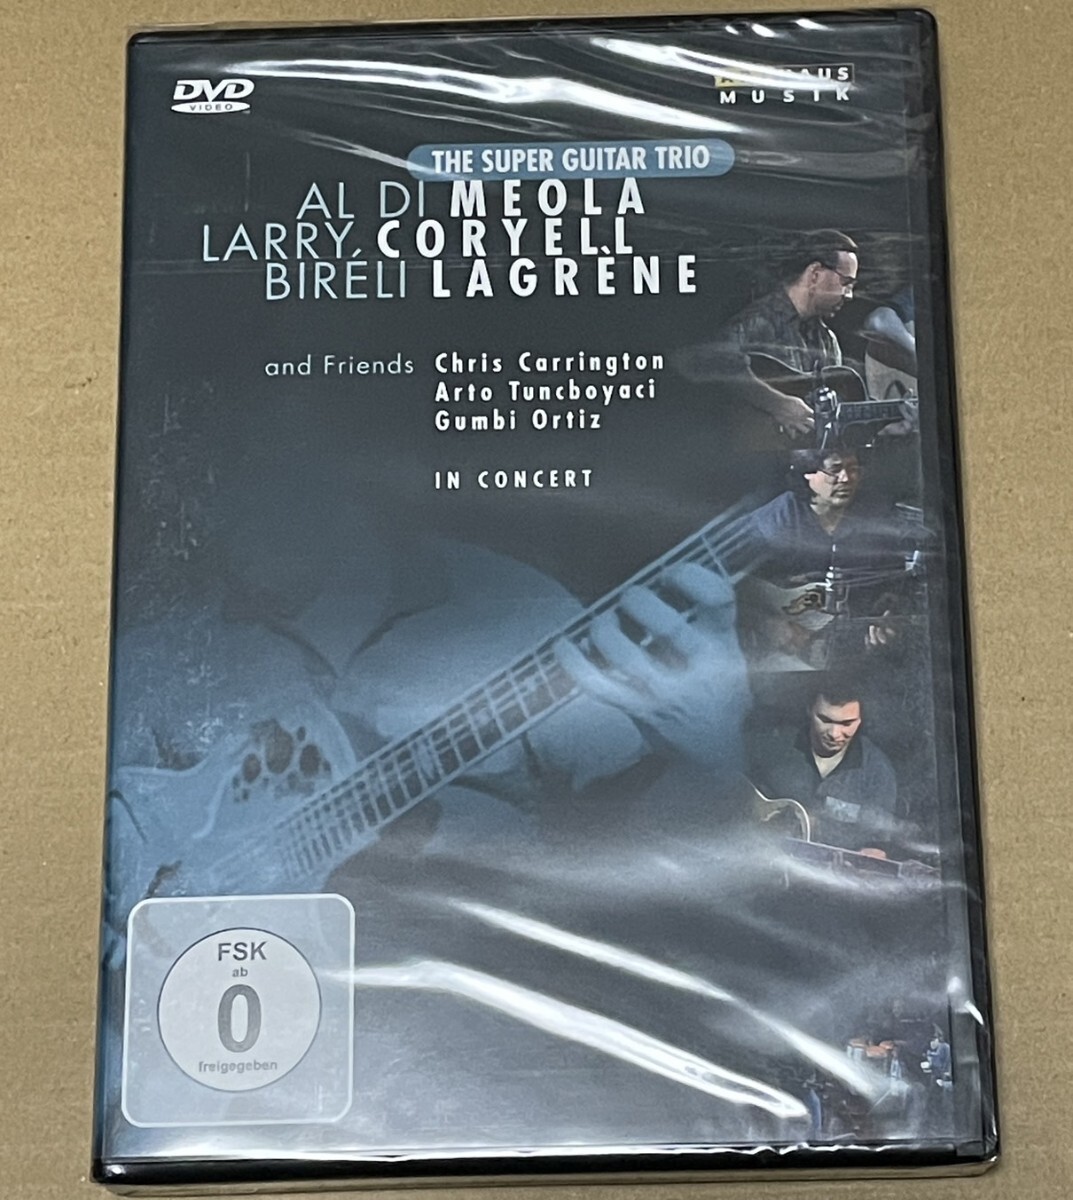 DVD
VIDEO
MUSIK
THE SUPER GUITAR TRIO
AL DI MEOLA
LARRY CORYELL
BIRÉLI LAGRÈNE
and Friends Chris Carrington
Arto Tuncboyaci
Gumbi Ortiz
IN CONCERT
FSK
ab
0
freigegeben